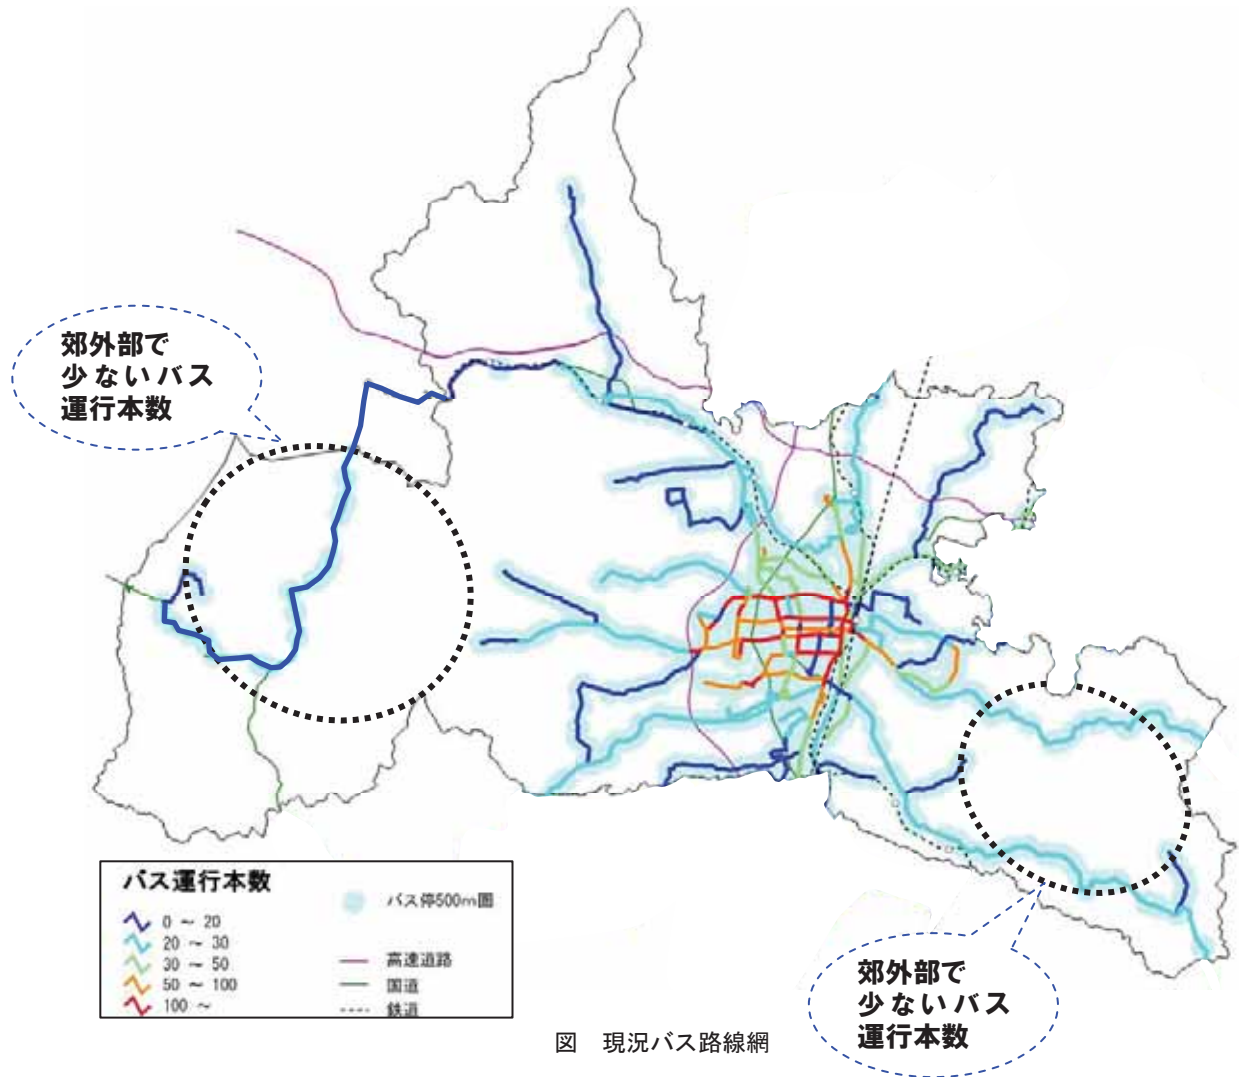 郊外部で
少ないバス
運行本数
バス運行本数
0 ～ 20
20 ～ 30
30 ～ 50
50 ～ 100
100 ～
バス停500m圏
高速道路
国道
鉄道
郊外部で
少ないバス
運行本数
図　現況バス路線網